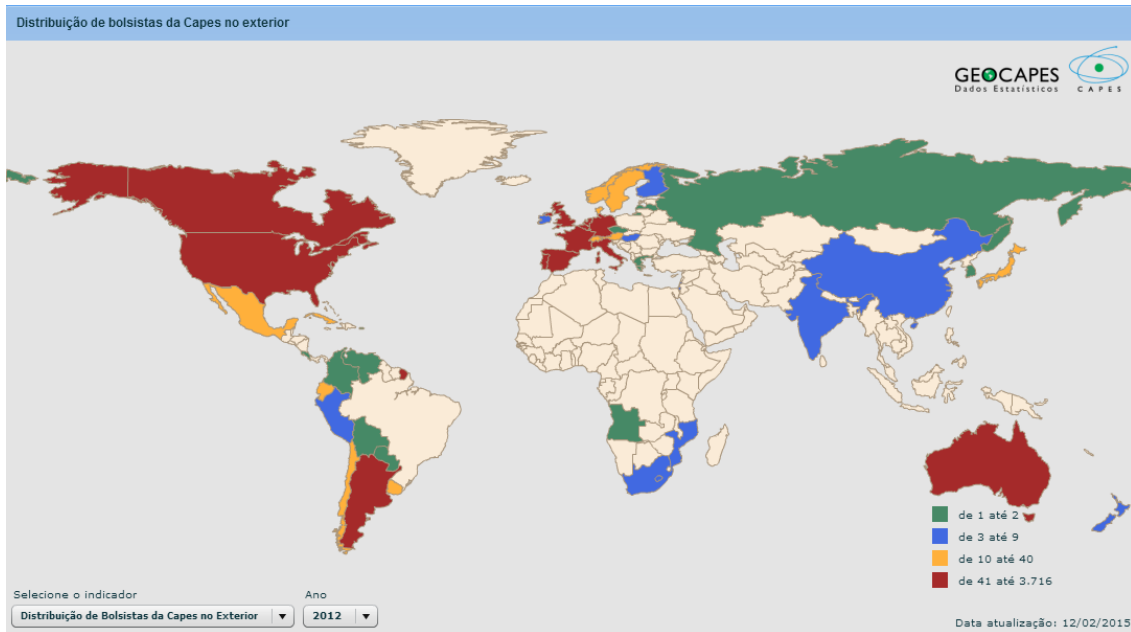 Distribuição de bolsistas da Capes no exterior
GEOCAPES
Dados Estatísticos
CAPES
de 1 até 2
de 3 até 9
de 10 até 40
de 41 até 3.716
Selecione o indicador
Ano
Distribuição de Bolsistas da Capes no Exterior
2012
Data atualização: 12/02/2015